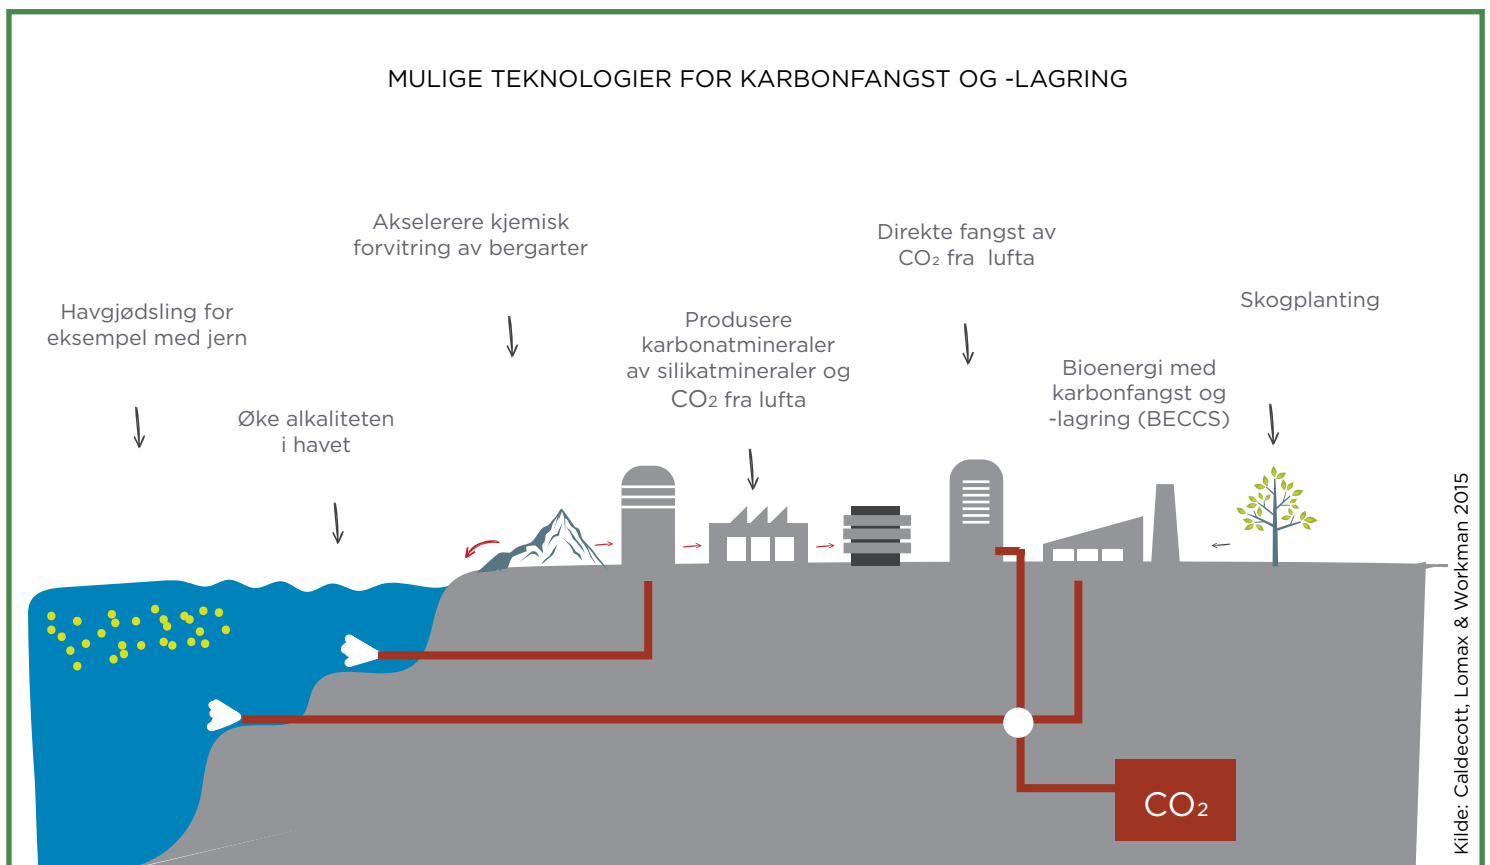 MULIGE TEKNOLOGIER FOR KARBONFANGST OG -LAGRING
Havgjødsling for
eksempel med jern
Øke alkaliteten
i havet
Akselerere kjemisk
forvitring av bergarter
Produsere
karbonatmineraler
av silikatmineraler og
CO₂ fra lufta
Direkte fangst av
CO₂ fra lufta
Bioenergi med
karbonfangst og
-lagring (BECCS)
Skogplanting
CO₂
Kilde: Caldecott, Lomax & Workman 2015